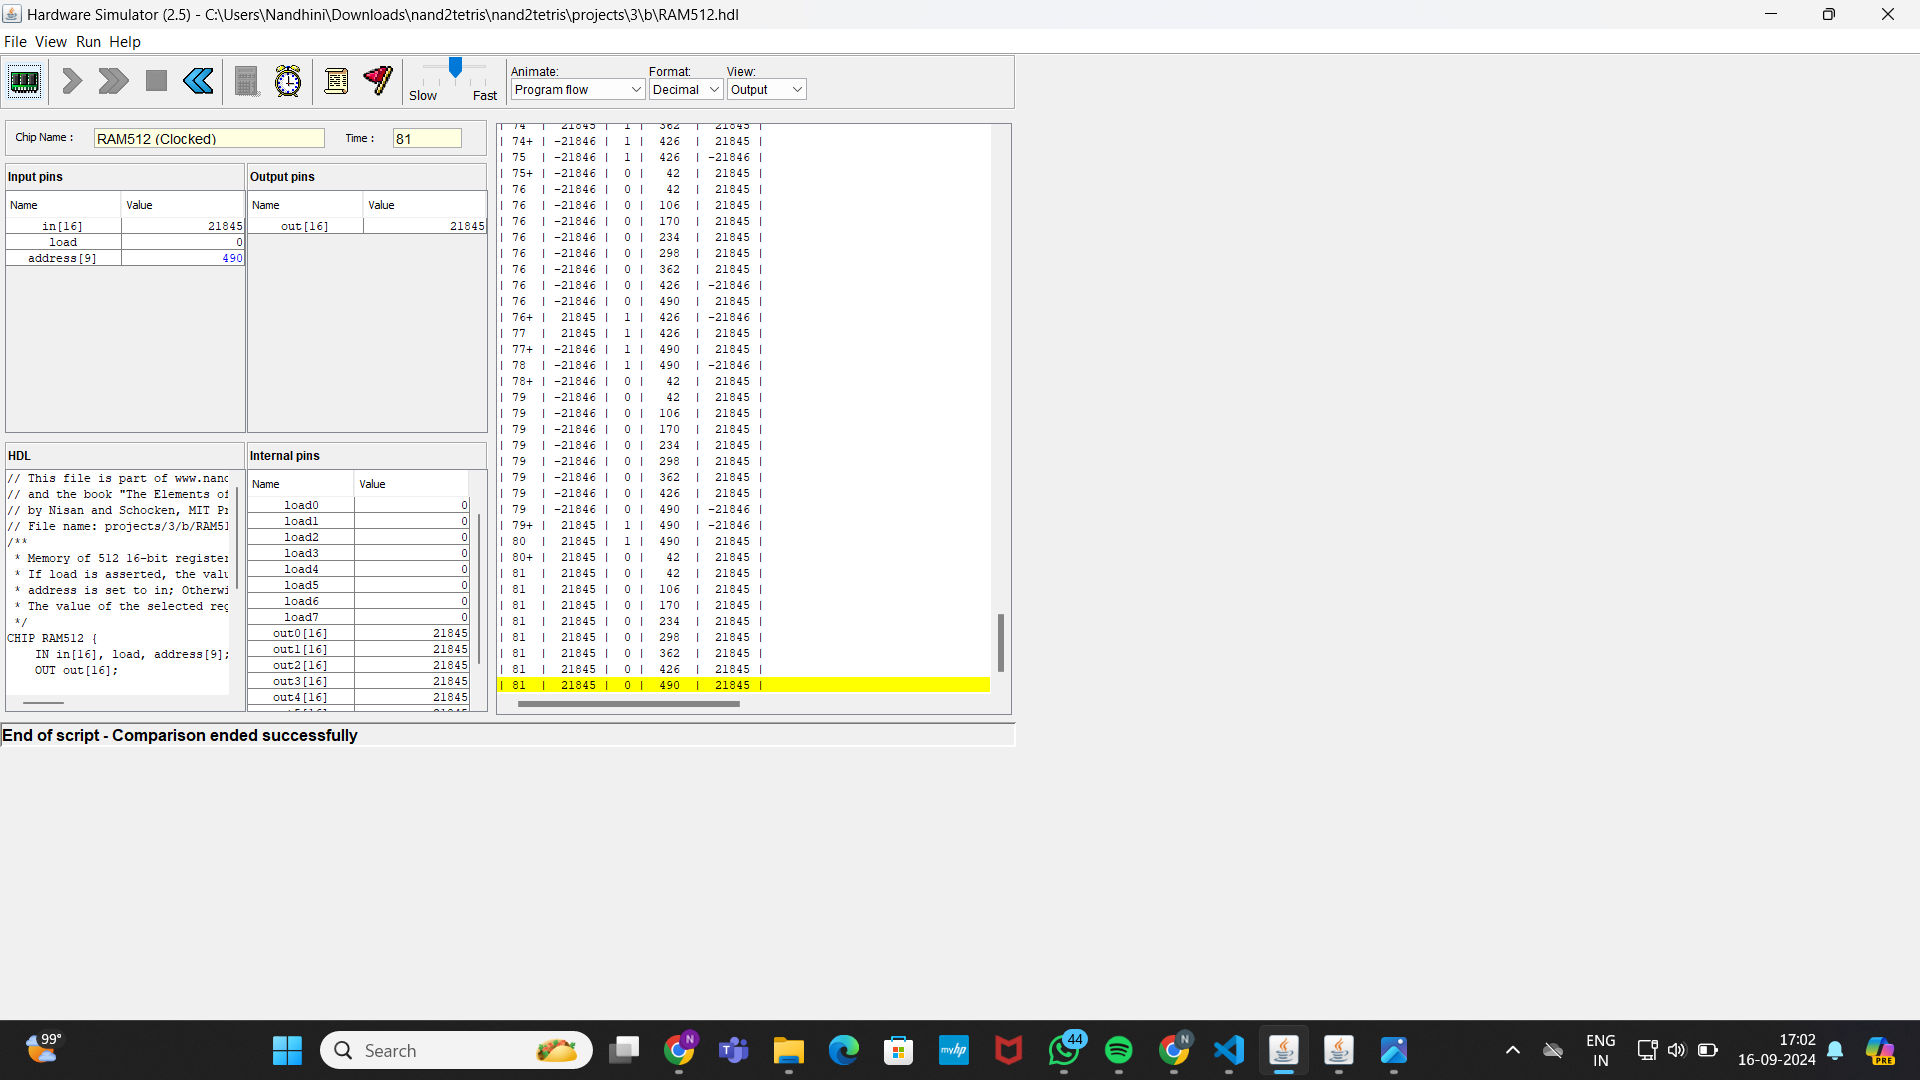 Hardware Simulator (2.5) - C:\Users\Nandhini\Downloads\nand2tetris\nand2tetris\projects\3\b\RAM512.hdl
File View Run Help
Slow Fast
Animate: Format: View:
Program flow Decimal Output
Chip Name : RAM512 (Clocked) Time : 81
Input pins
Name Value
in[16] 21845
load 0
address[9] 490
Output pins
Name Value
out[16] 21845
HDL
// This file is part of www.nand
// and the book "The Elements of
// by Nisan and Schocken, MIT Pr
// File name: projects/3/b/RAM51
/**
* Memory of 512 16-bit register
* If load is asserted, the valu
* address is set to in; Otherwi
* The value of the selected reg
*/
CHIP RAM512 {
IN in[16], load, address[9];
OUT out[16];
Internal pins
Name Value
load0 0
load1 0
load2 0
load3 0
load4 0
load5 0
load6 0
load7 0
out0[16] 21845
out1[16] 21845
out2[16] 21845
out3[16] 21845
out4[16] 21845
| 74 | 21845 | 1 | 362 | 21845 |
| 74+ | -21846 | 1 | 426 | 21845 |
| 75 | -21846 | 1 | 426 | -21846 |
| 75+ | -21846 | 0 | 42 | 21845 |
| 76 | -21846 | 0 | 42 | 21845 |
| 76 | -21846 | 0 | 106 | 21845 |
| 76 | -21846 | 0 | 170 | 21845 |
| 76 | -21846 | 0 | 234 | 21845 |
| 76 | -21846 | 0 | 298 | 21845 |
| 76 | -21846 | 0 | 362 | 21845 |
| 76 | -21846 | 0 | 426 | -21846 |
| 76 | -21846 | 0 | 490 | 21845 |
| 76+ | 21845 | 1 | 426 | -21846 |
| 77 | 21845 | 1 | 426 | 21845 |
| 77+ | -21846 | 1 | 490 | 21845 |
| 78 | -21846 | 1 | 490 | -21846 |
| 78+ | -21846 | 0 | 42 | 21845 |
| 79 | -21846 | 0 | 42 | 21845 |
| 79 | -21846 | 0 | 106 | 21845 |
| 79 | -21846 | 0 | 170 | 21845 |
| 79 | -21846 | 0 | 234 | 21845 |
| 79 | -21846 | 0 | 298 | 21845 |
| 79 | -21846 | 0 | 362 | 21845 |
| 79 | -21846 | 0 | 426 | 21845 |
| 79 | -21846 | 0 | 490 | -21846 |
| 79+ | 21845 | 1 | 490 | -21846 |
| 80 | 21845 | 1 | 490 | 21845 |
| 80+ | 21845 | 0 | 42 | 21845 |
| 81 | 21845 | 0 | 42 | 21845 |
| 81 | 21845 | 0 | 106 | 21845 |
| 81 | 21845 | 0 | 170 | 21845 |
| 81 | 21845 | 0 | 234 | 21845 |
| 81 | 21845 | 0 | 298 | 21845 |
| 81 | 21845 | 0 | 362 | 21845 |
| 81 | 21845 | 0 | 426 | 21845 |
| 81 | 21845 | 0 | 490 | 21845 |
End of script - Comparison ended successfully
99°
Search
N
myhp
44
N
ENG
IN
17:02
16-09-2024
PRE